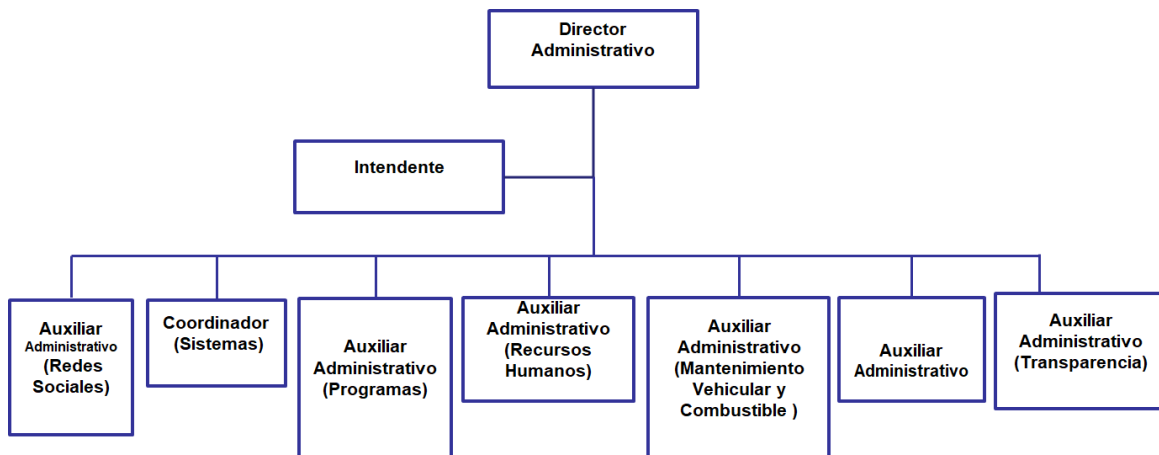 Director
Administrativo
Intendente
Auxiliar
Administrativo
(Redes
Sociales)
Coordinador
(Sistemas)
Auxiliar
Administrativo
(Programas)
Auxiliar
Administrativo
(Recursos
Humanos)
Auxiliar
Administrativo
(Mantenimiento
Vehicular y
Combustible )
Auxiliar
Administrativo
Auxiliar
Administrativo
(Transparencia)